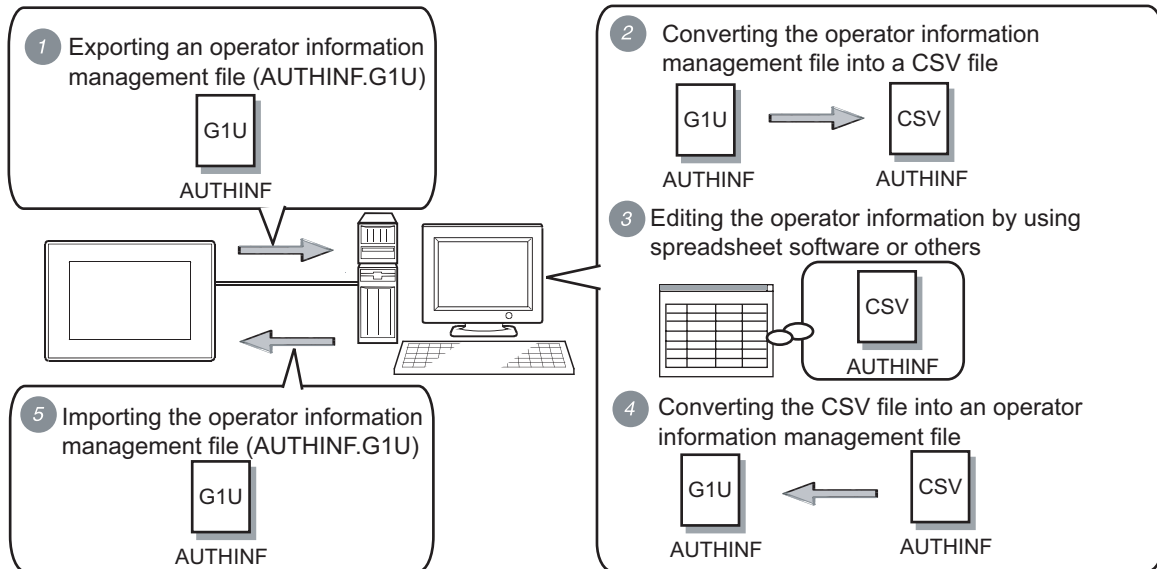 1 Exporting an operator information
management file (AUTHINF.G1U)
G1U
AUTHINF
2 Converting the operator information
management file into a CSV file
G1U CSV
AUTHINF AUTHINF
3 Editing the operator information by using
spreadsheet software or others
CSV
AUTHINF
4 Converting the CSV file into an operator
information management file
G1U CSV
AUTHINF AUTHINF
5 Importing the operator information
management file (AUTHINF.G1U)
G1U
AUTHINF